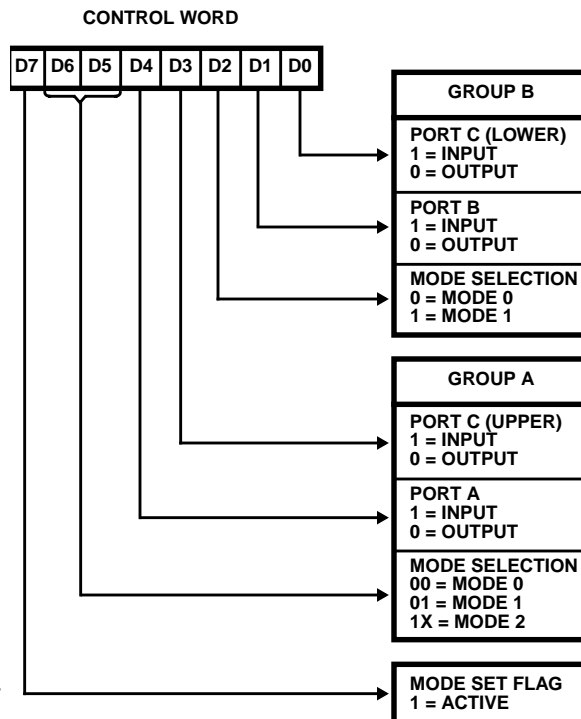 CONTROL WORD
D7 D6 D5 D4 D3 D2 D1 D0
GROUP B
PORT C (LOWER)
1 = INPUT
0 = OUTPUT
PORT B
1 = INPUT
0 = OUTPUT
MODE SELECTION
0 = MODE 0
1 = MODE 1
GROUP A
PORT C (UPPER)
1 = INPUT
0 = OUTPUT
PORT A
1 = INPUT
0 = OUTPUT
MODE SELECTION
00 = MODE 0
01 = MODE 1
1X = MODE 2
MODE SET FLAG
1 = ACTIVE